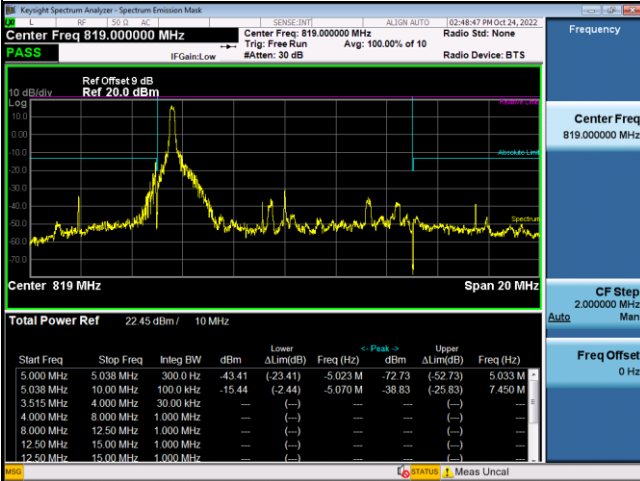 Keysight Spectrum Analyzer - Spectrum Emission Mask
L RF 50 Ω AC SENSE:INT ALIGN AUTO 02:48:47 PM Oct 24, 2022
Center Freq 819.000000 MHz
Center Freq: 819.000000 MHz
Radio Std: None
Trig: Free Run Avg: 100.00% of 10
PASS
IFGain:Low
#Atten: 30 dB
Radio Device: BTS
Frequency
Ref Offset 9 dB
10 dB/div Ref 20.0 dBm
Log
Relative Limit
10.0
0.00
-10.0
Absolute Limit
-20.0
-30.0
-40.0
-50.0
Spectrum
-60.0
-70.0
Center 819 MHz Span 20 MHz
Center Freq
819.000000 MHz
CF Step
2.000000 MHz
Auto Man
Freq Offset
0 Hz
Total Power Ref 22.45 dBm / 10 MHz
Lower <- Peak -> Upper
Start Freq Stop Freq Integ BW dBm ΔLim(dB) Freq (Hz) dBm ΔLim(dB) Freq (Hz)
5.000 MHz 5.038 MHz 300.0 Hz -43.41 (-23.41) -5.023 M -72.73 (-52.73) 5.033 M
5.038 MHz 10.00 MHz 100.0 kHz -15.44 (-2.44) -5.070 M -38.83 (-25.83) 7.450 M
3.515 MHz 4.000 MHz 30.00 kHz --- (---) --- --- (---) ---
4.000 MHz 8.000 MHz 1.000 MHz --- (---) --- --- (---) ---
8.000 MHz 12.50 MHz 1.000 MHz --- (---) --- --- (---) ---
12.50 MHz 15.00 MHz 1.000 MHz --- (---) --- --- (---) ---
12.50 MHz 15.00 MHz 1.000 MHz --- (---) --- --- (---) ---
MSG STATUS Meas Uncal